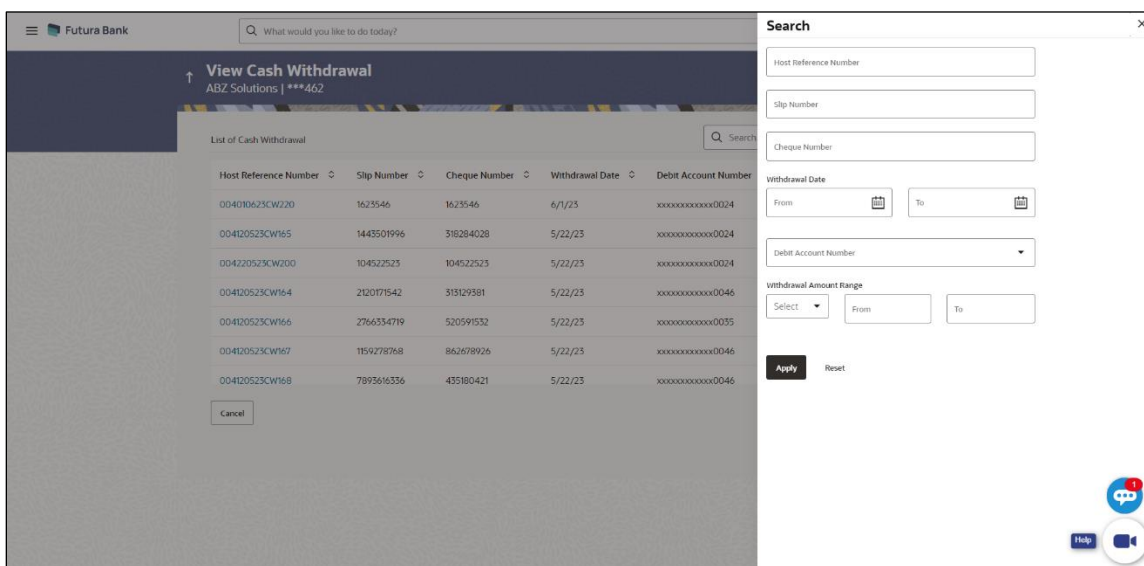 Futura Bank
What would you like to do today?
View Cash Withdrawal
ABZ Solutions | ***462
List of Cash Withdrawal
Search
Host Reference Number Slip Number Cheque Number Withdrawal Date Debit Account Number
004010623CW220 1623546 1623546 6/1/23 xxxxxxxxxxxx0024
004120523CW165 1443501996 318284028 5/22/23 xxxxxxxxxxxx0024
004220523CW200 104522523 104522523 5/22/23 xxxxxxxxxxxx0024
004120523CW164 2120171542 313129381 5/22/23 xxxxxxxxxxxx0046
004120523CW166 2766334719 520591532 5/22/23 xxxxxxxxxxxx0035
004120523CW167 1159278768 862678926 5/22/23 xxxxxxxxxxxx0046
004120523CW168 7893616336 435180421 5/22/23 xxxxxxxxxxxx0046
Cancel
Search
Host Reference Number
Slip Number
Cheque Number
Withdrawal Date
From To
Debit Account Number
Withdrawal Amount Range
Select From To
Apply Reset
1
Help